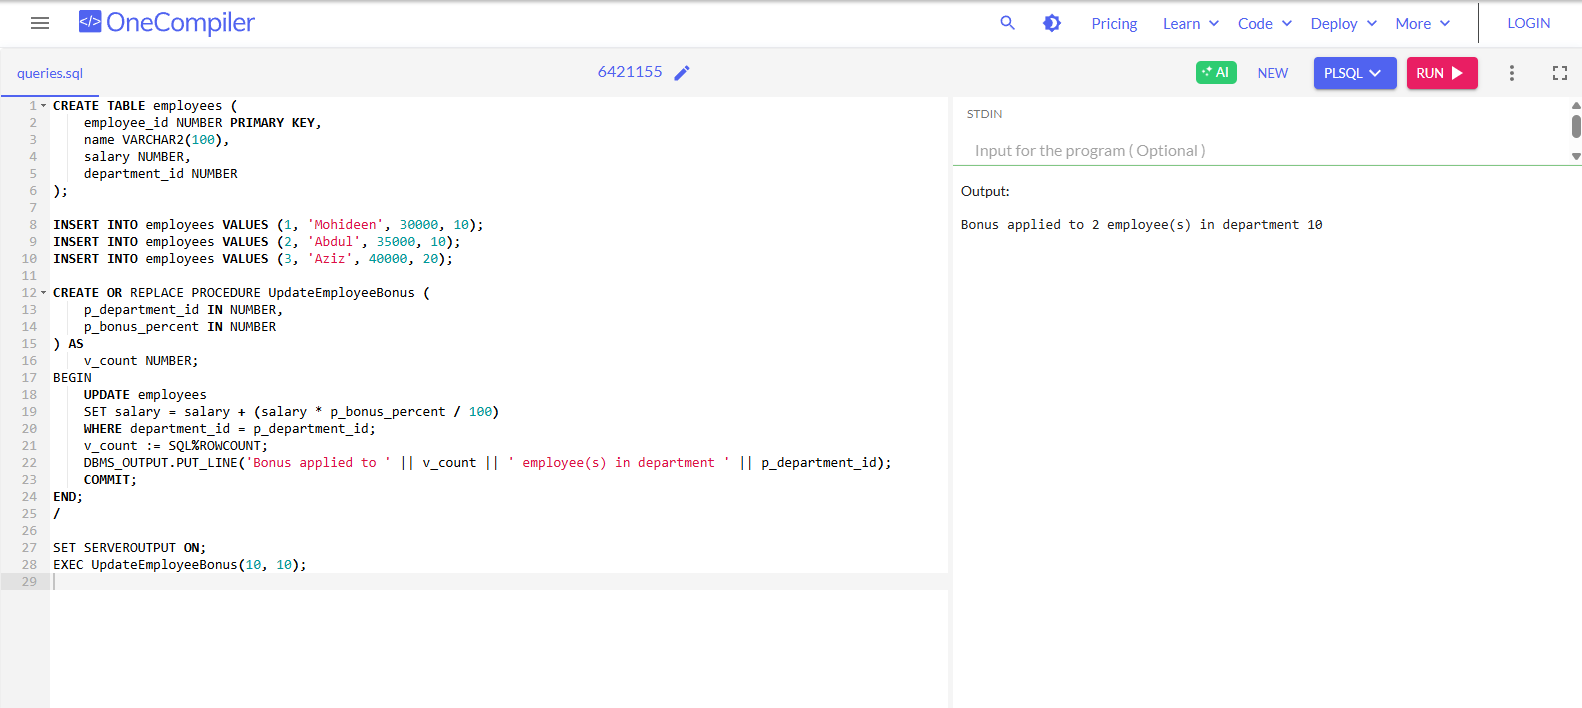 </> OneCompiler
Pricing Learn Code Deploy More LOGIN
queries.sql
6421155
AI NEW PLSQL RUN
1 CREATE TABLE employees (
2     employee_id NUMBER PRIMARY KEY,
3     name VARCHAR2(100),
4     salary NUMBER,
5     department_id NUMBER
6 );
7
8 INSERT INTO employees VALUES (1, 'Mohideen', 30000, 10);
9 INSERT INTO employees VALUES (2, 'Abdul', 35000, 10);
10 INSERT INTO employees VALUES (3, 'Aziz', 40000, 20);
11
12 CREATE OR REPLACE PROCEDURE UpdateEmployeeBonus (
13     p_department_id IN NUMBER,
14     p_bonus_percent IN NUMBER
15 ) AS
16     v_count NUMBER;
17 BEGIN
18     UPDATE employees
19     SET salary = salary + (salary * p_bonus_percent / 100)
20     WHERE department_id = p_department_id;
21     v_count := SQL%ROWCOUNT;
22     DBMS_OUTPUT.PUT_LINE('Bonus applied to ' || v_count || ' employee(s) in department ' || p_department_id);
23     COMMIT;
24 END;
25 /
26
27 SET SERVEROUTPUT ON;
28 EXEC UpdateEmployeeBonus(10, 10);
29
STDIN
Input for the program ( Optional )
Output:
Bonus applied to 2 employee(s) in department 10